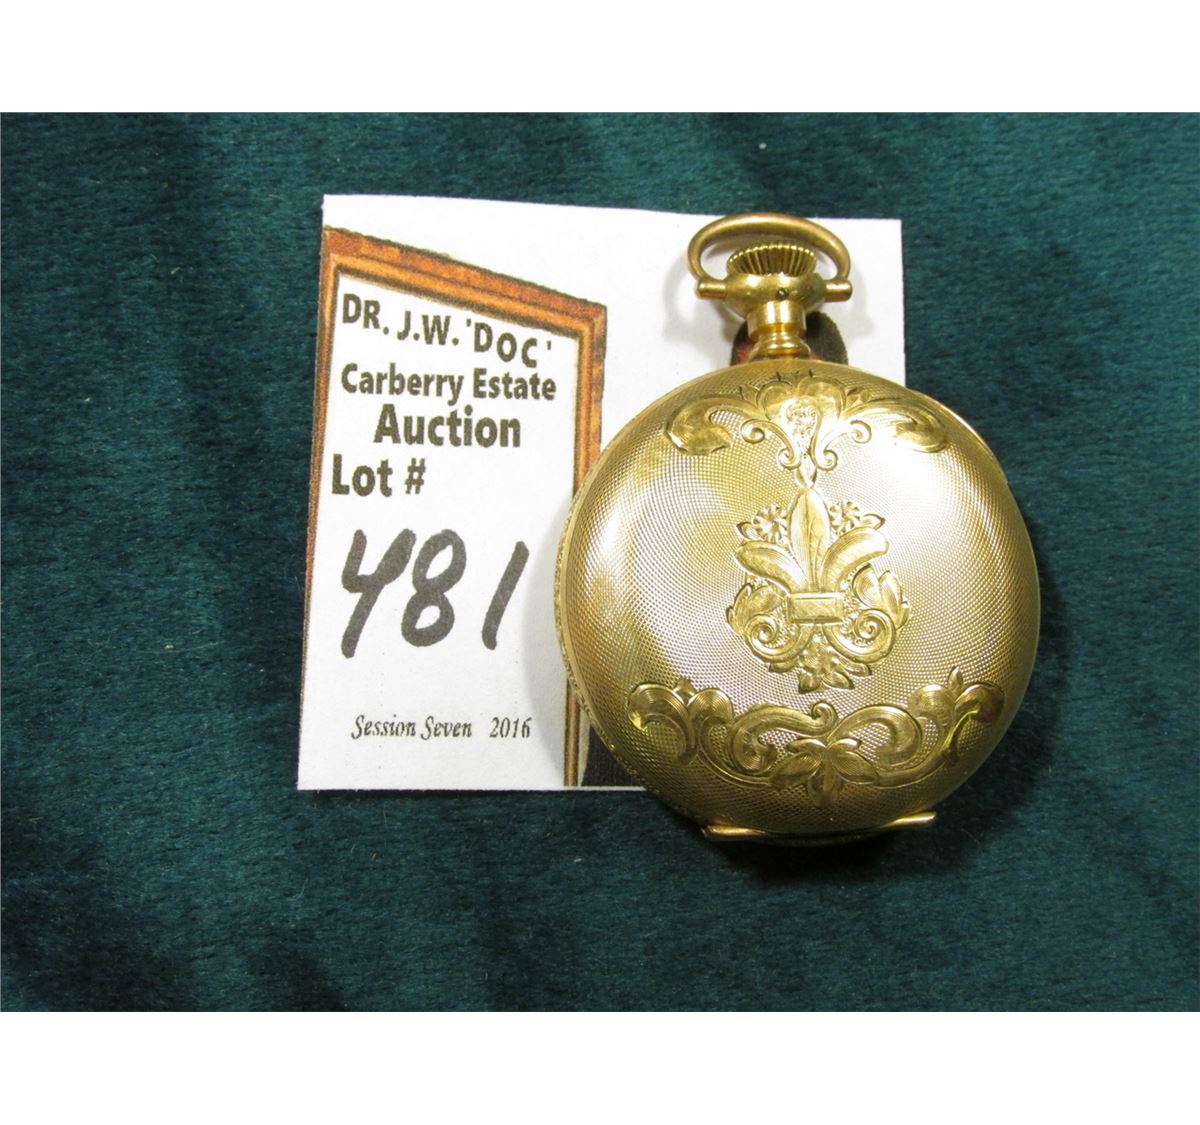 DR. J.W. 'DOC'
Carberry Estate
Auction
Lot #
481
Session Seven 2016